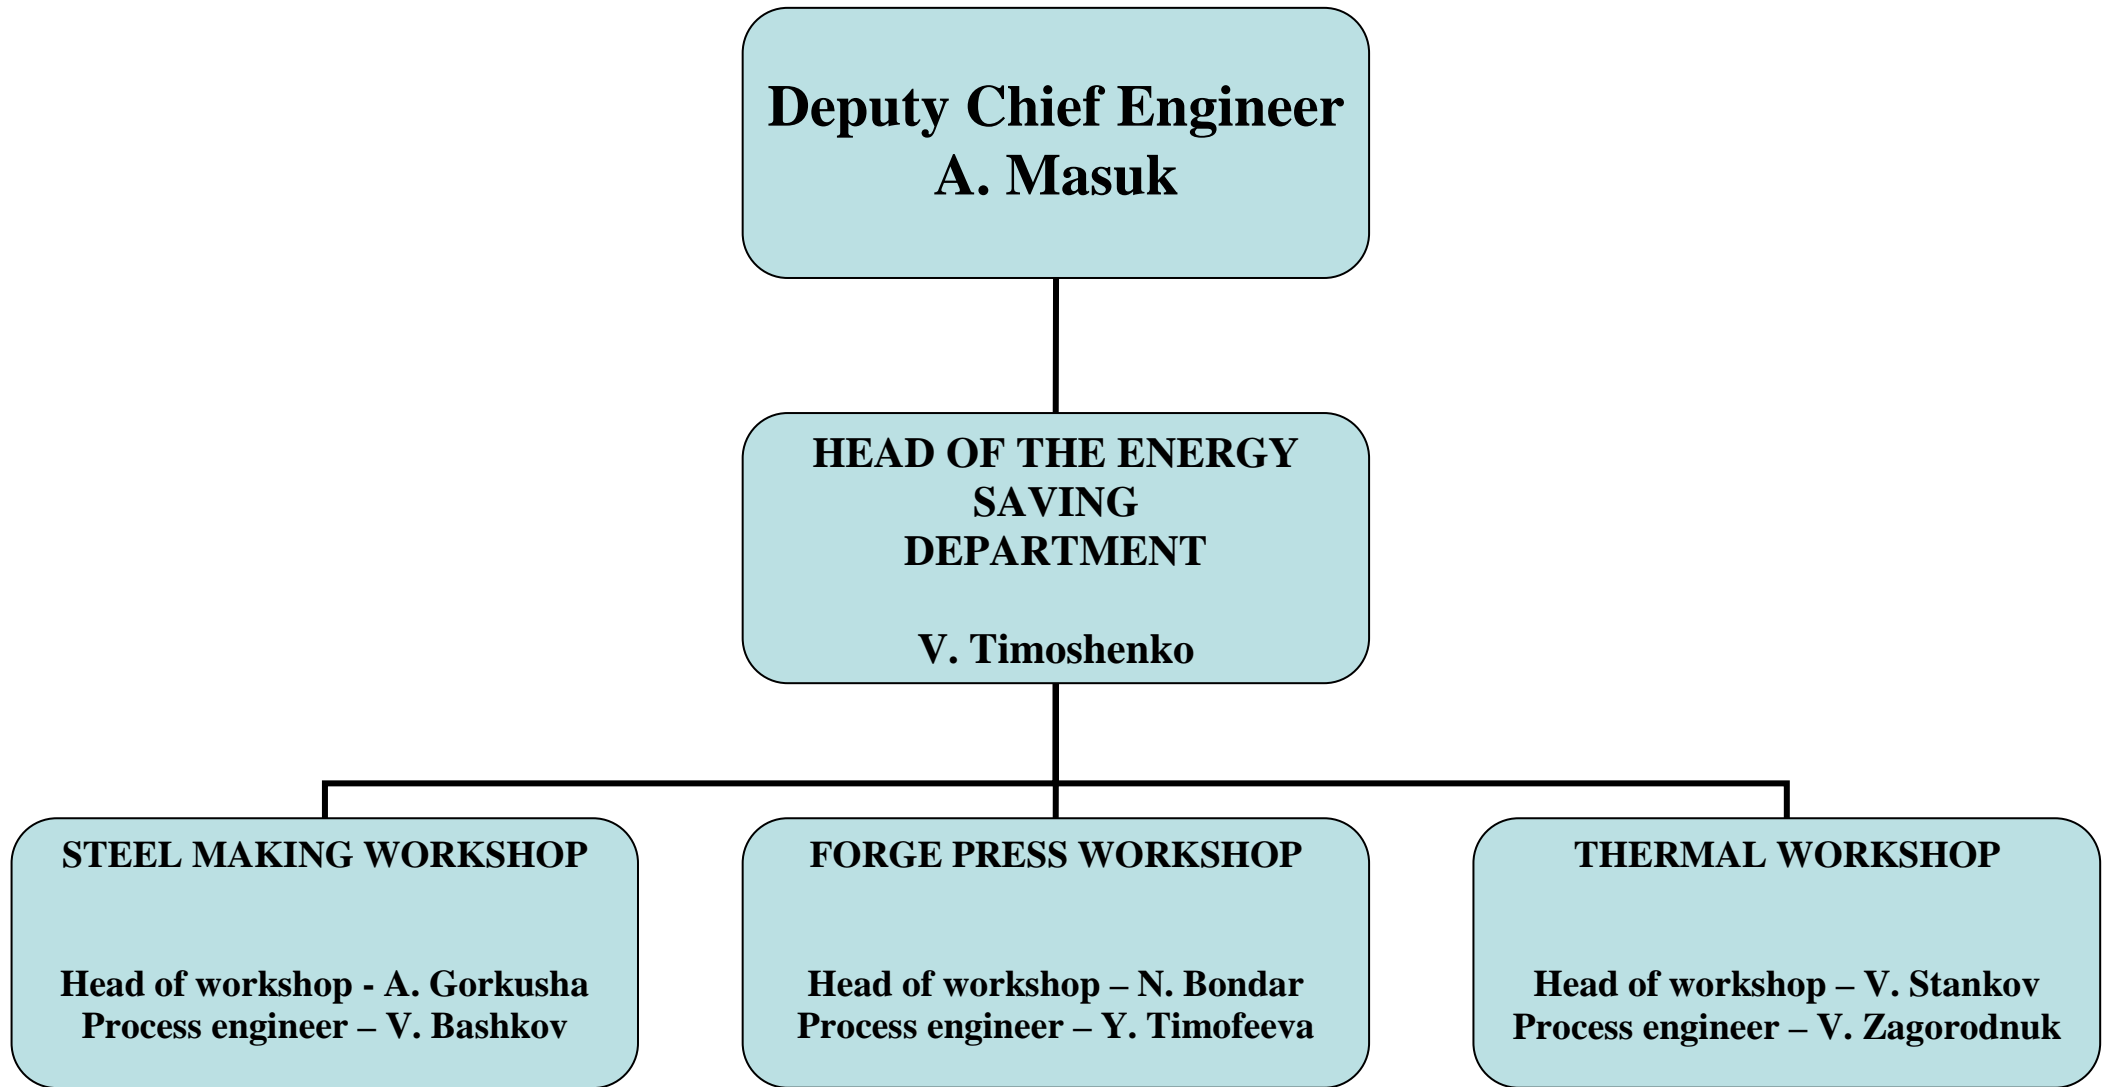 Deputy Chief Engineer
A. Masuk
HEAD OF THE ENERGY
SAVING
DEPARTMENT
V. Timoshenko
STEEL MAKING WORKSHOP
Head of workshop - A. Gorkusha
Process engineer – V. Bashkov
FORGE PRESS WORKSHOP
Head of workshop – N. Bondar
Process engineer – Y. Timofeeva
THERMAL WORKSHOP
Head of workshop – V. Stankov
Process engineer – V. Zagorodnuk